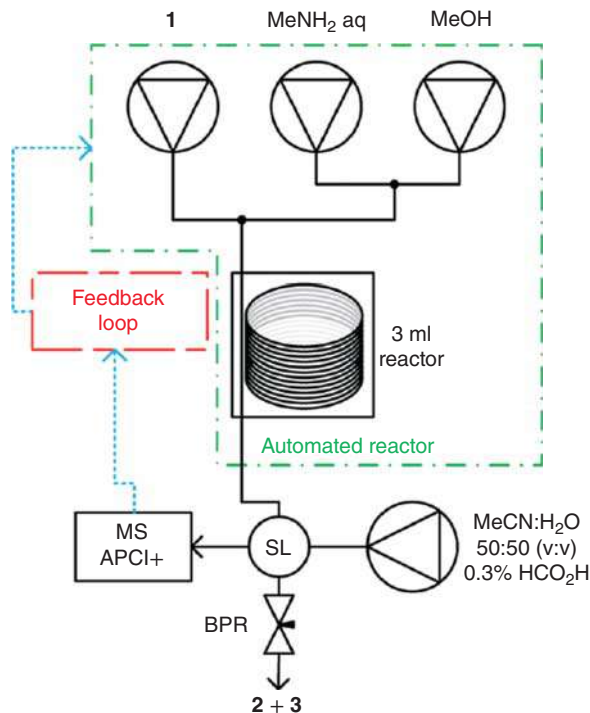 1
MeNH₂ aq
MeOH
Feedback
loop
3 ml
reactor
Automated reactor
MS
APCI+
SL
MeCN:H₂O
50:50 (v:v)
0.3% HCO₂H
BPR
2 + 3